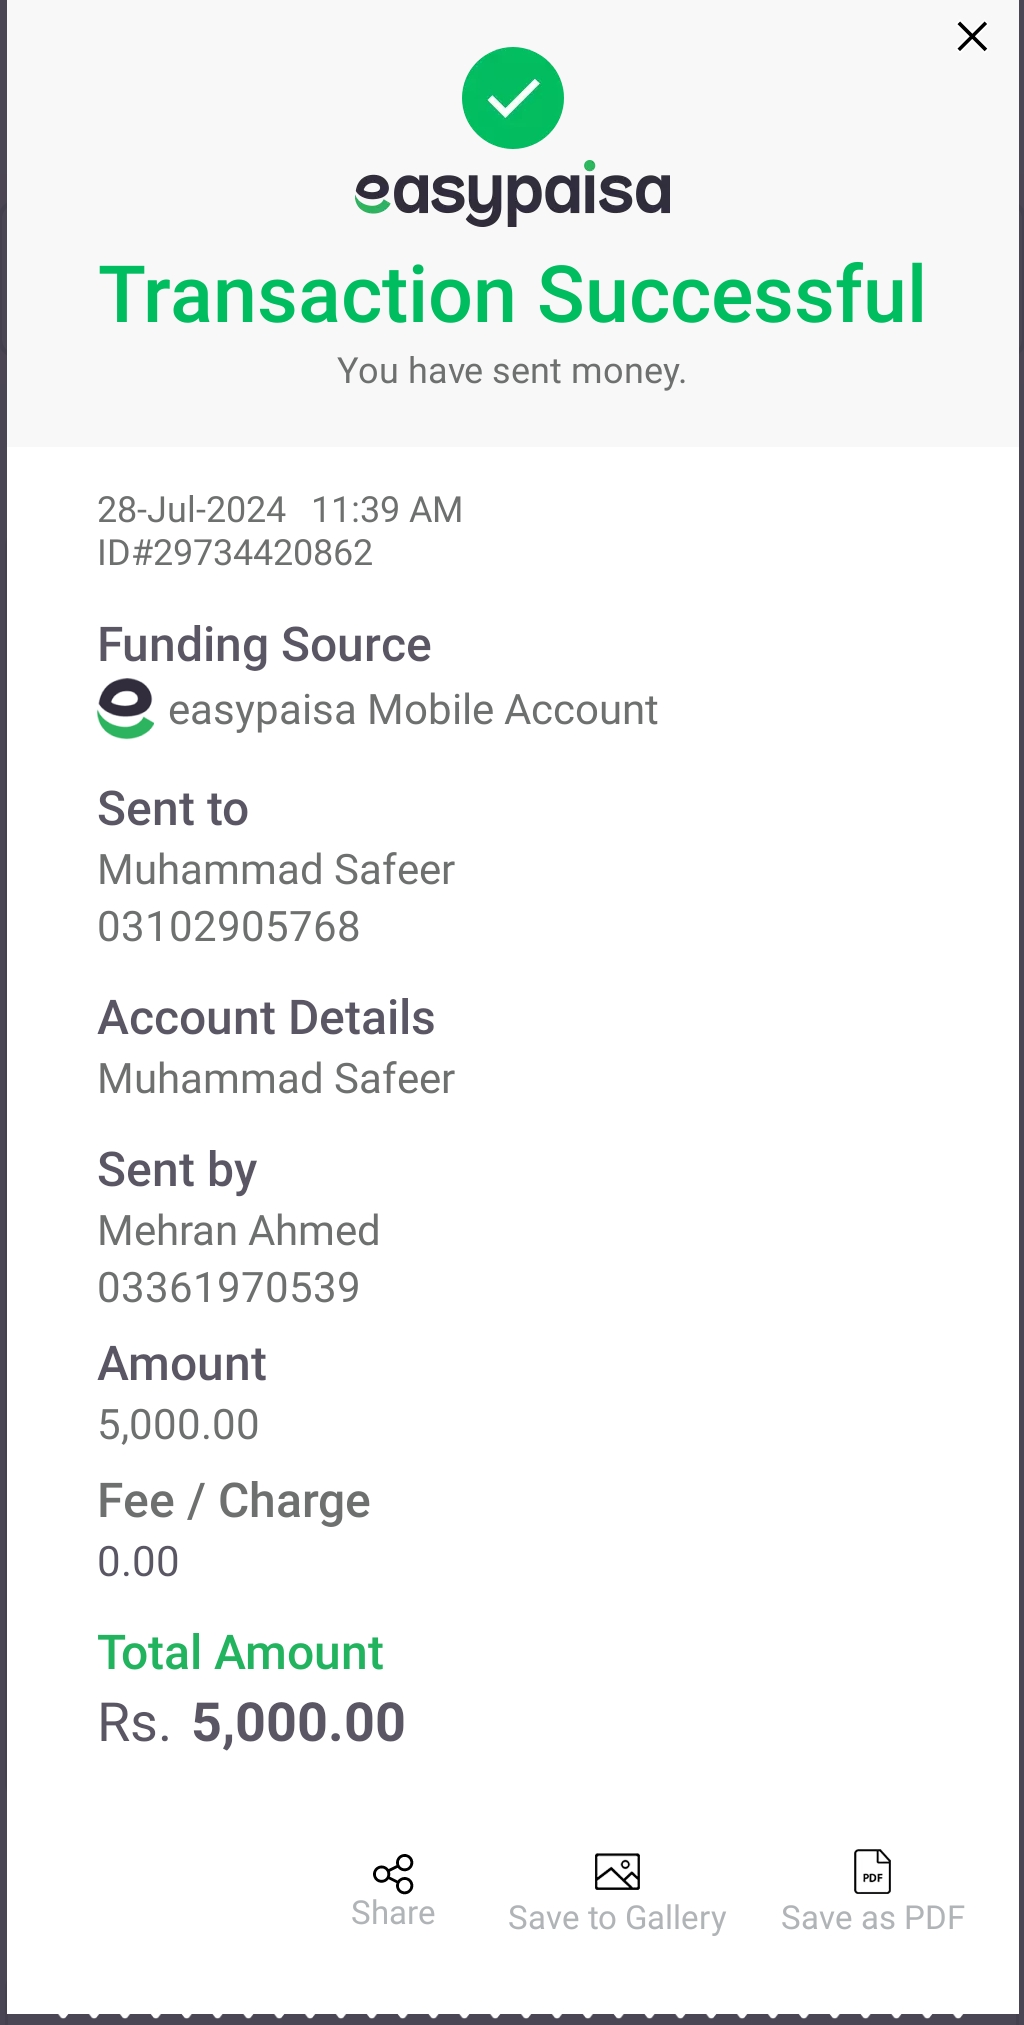 easypaisa
Transaction Successful
You have sent money.
28-Jul-2024 11:39 AM
ID#29734420862
Funding Source
easypaisa Mobile Account
Sent to
Muhammad Safeer
03102905768
Account Details
Muhammad Safeer
Sent by
Mehran Ahmed
03361970539
Amount
5,000.00
Fee / Charge
0.00
Total Amount
Rs. 5,000.00
PDF
Share Save to Gallery Save as PDF